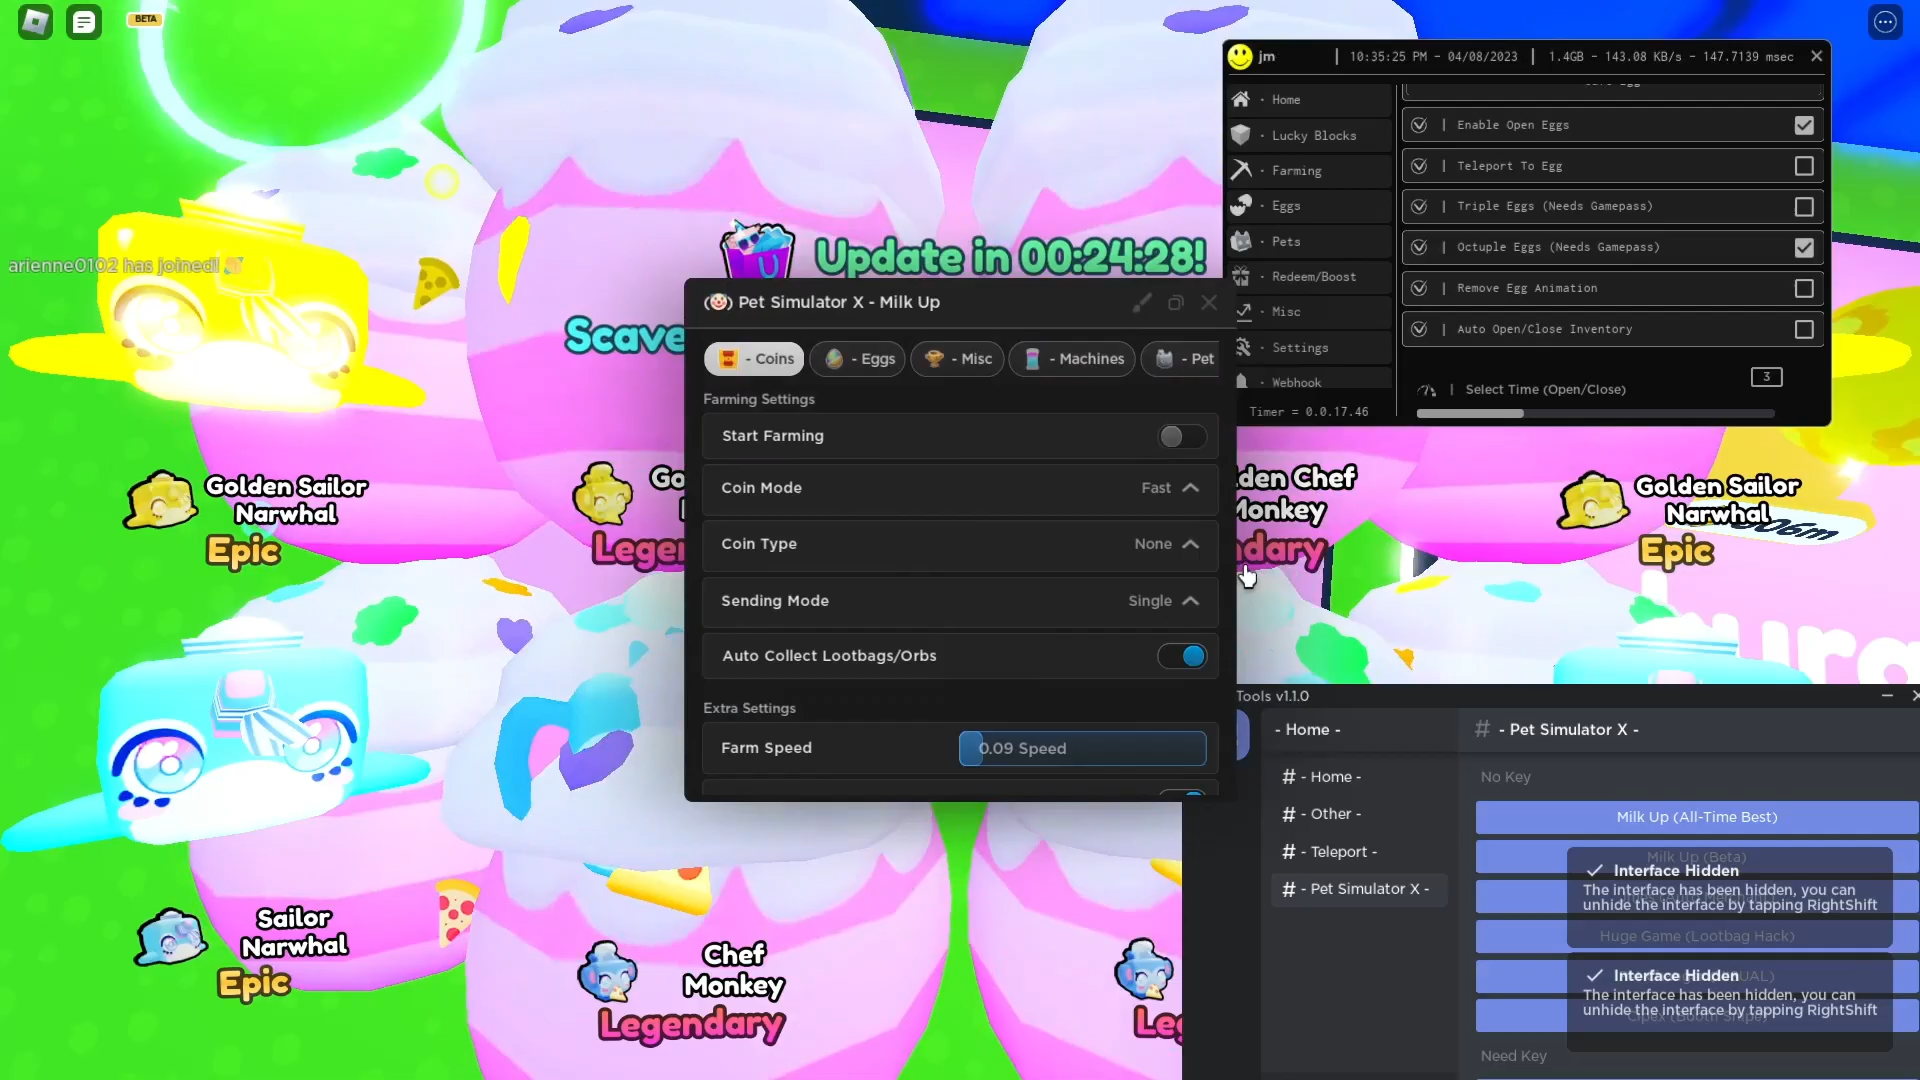 BETA
jm | 10:35:25 PM - 04/08/2023 | 1.4GB - 143.08 KB/s - 147.7139 msec
- Home
- Lucky Blocks
- Farming
- Eggs
- Pets
- Redeem/Boost
- Misc
- Settings
- Webhook
Timer = 0.0.17.46
| Enable Open Eggs
| Teleport To Egg
| Triple Eggs (Needs Gamepass)
| Octuple Eggs (Needs Gamepass)
| Remove Egg Animation
| Auto Open/Close Inventory
3
| Select Time (Open/Close)
arienne0102 has joined!
Update in 00:24:28!
Scave
Pet Simulator X - Milk Up
- Coins
- Eggs
- Misc
- Machines
- Pet
Farming Settings
Start Farming
Coin Mode Fast
Coin Type None
Sending Mode Single
Auto Collect Lootbags/Orbs
Extra Settings
Farm Speed 0.09 Speed
Golden Sailor
Narwhal
Epic
Go
Legen
den Chef
Monkey
ndary
Golden Sailor
Narwhal
Epic
06m
Sailor
Narwhal
Epic
Chef
Monkey
Legendary
Leg
Tools v1.1.0
- Home -
# - Home -
# - Other -
# - Teleport -
# - Pet Simulator X -
# - Pet Simulator X -
No Key
Milk Up (All-Time Best)
Milk Up (Beta)
Interface Hidden
The interface has been hidden, you can
unhide the interface by tapping RightShift
Huge Game (Lootbag Hack)
Interface Hidden
The interface has been hidden, you can
unhide the interface by tapping RightShift
Need Key